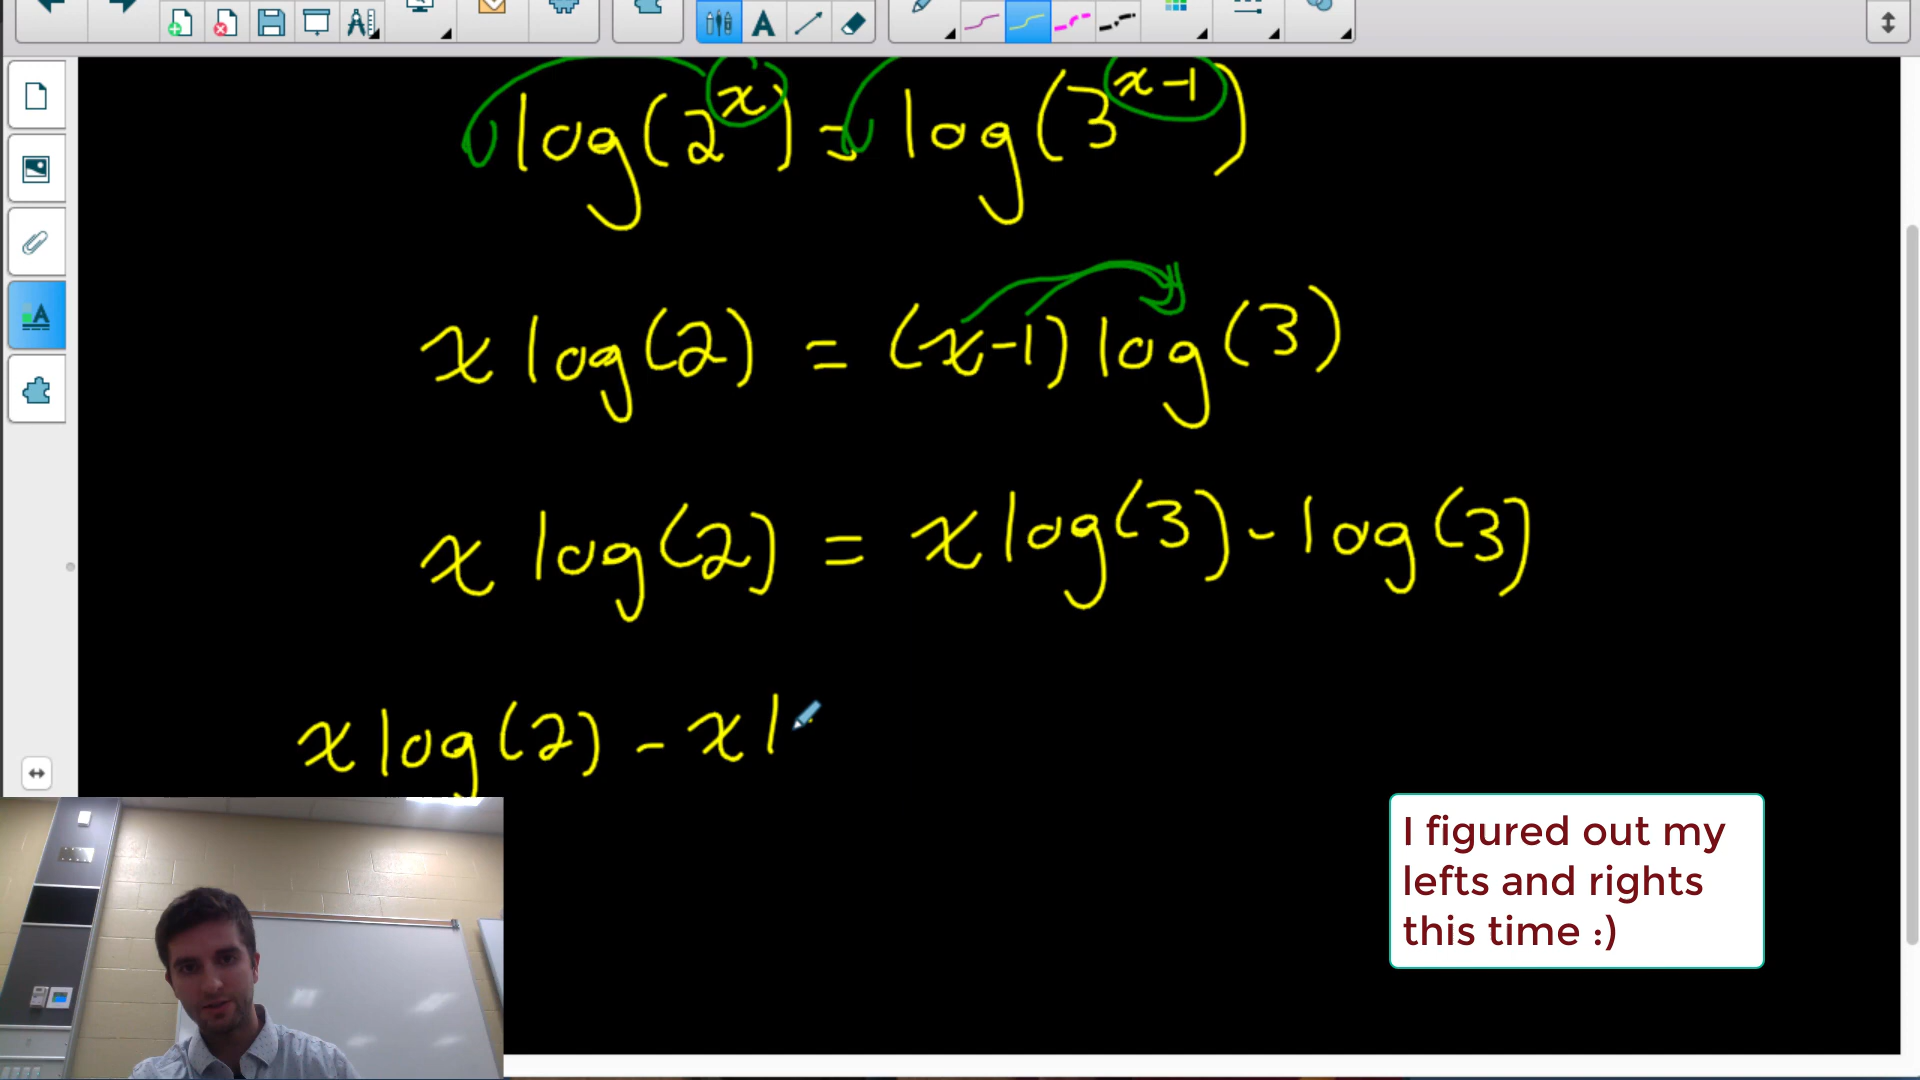 log(2^x) = log(3^x-1)
x log(2) = (x-1) log(3)
x log(2) = x log(3) - log(3)
x log(2) - x l
I figured out my
lefts and rights
this time :)